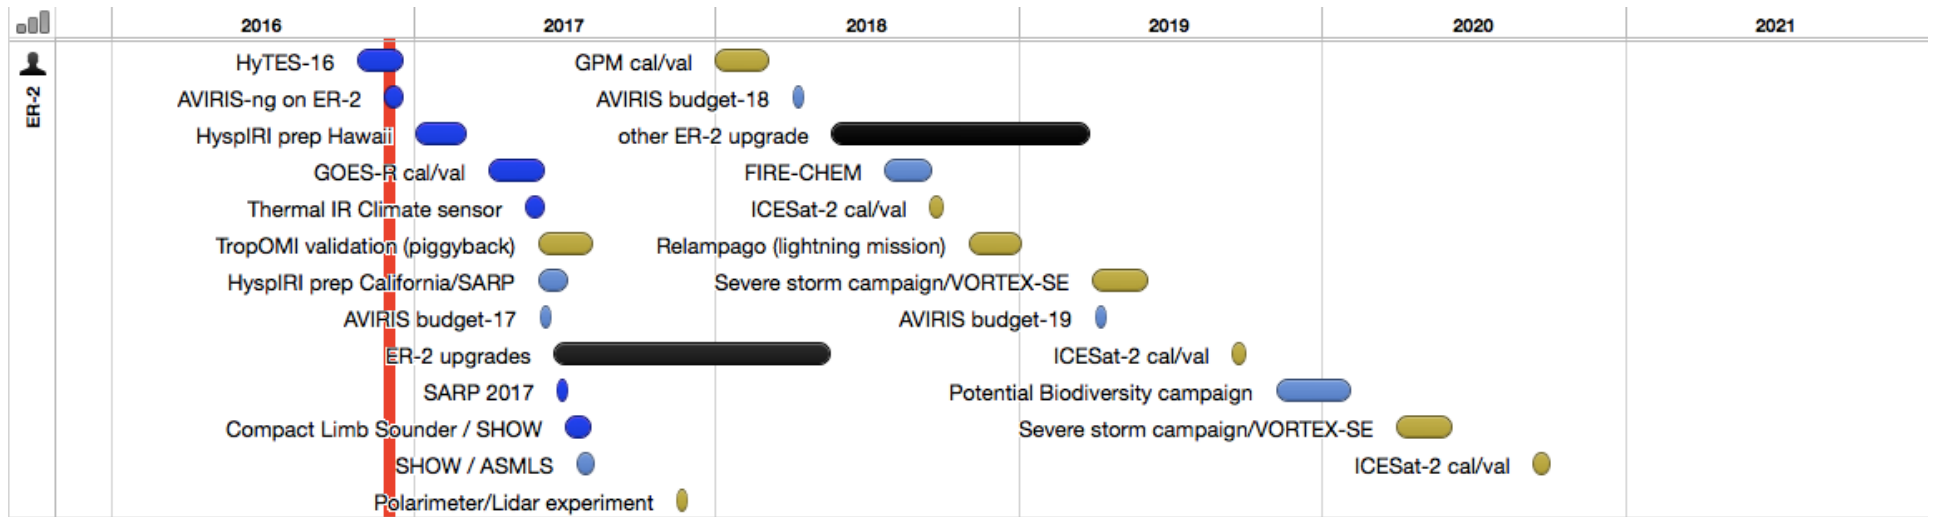 2016 2017 2018 2019 2020 2021
ER-2
HyTES-16
GPM cal/val
AVIRIS-ng on ER-2
AVIRIS budget-18
HyspIRI prep Hawaii
other ER-2 upgrade
GOES-R cal/val
FIRE-CHEM
Thermal IR Climate sensor
ICESat-2 cal/val
TropOMI validation (piggyback)
Relampago (lightning mission)
HyspIRI prep California/SARP
Severe storm campaign/VORTEX-SE
AVIRIS budget-17
AVIRIS budget-19
ER-2 upgrades
ICESat-2 cal/val
SARP 2017
Potential Biodiversity campaign
Compact Limb Sounder / SHOW
Severe storm campaign/VORTEX-SE
SHOW / ASMLS
ICESat-2 cal/val
Polarimeter/Lidar experiment